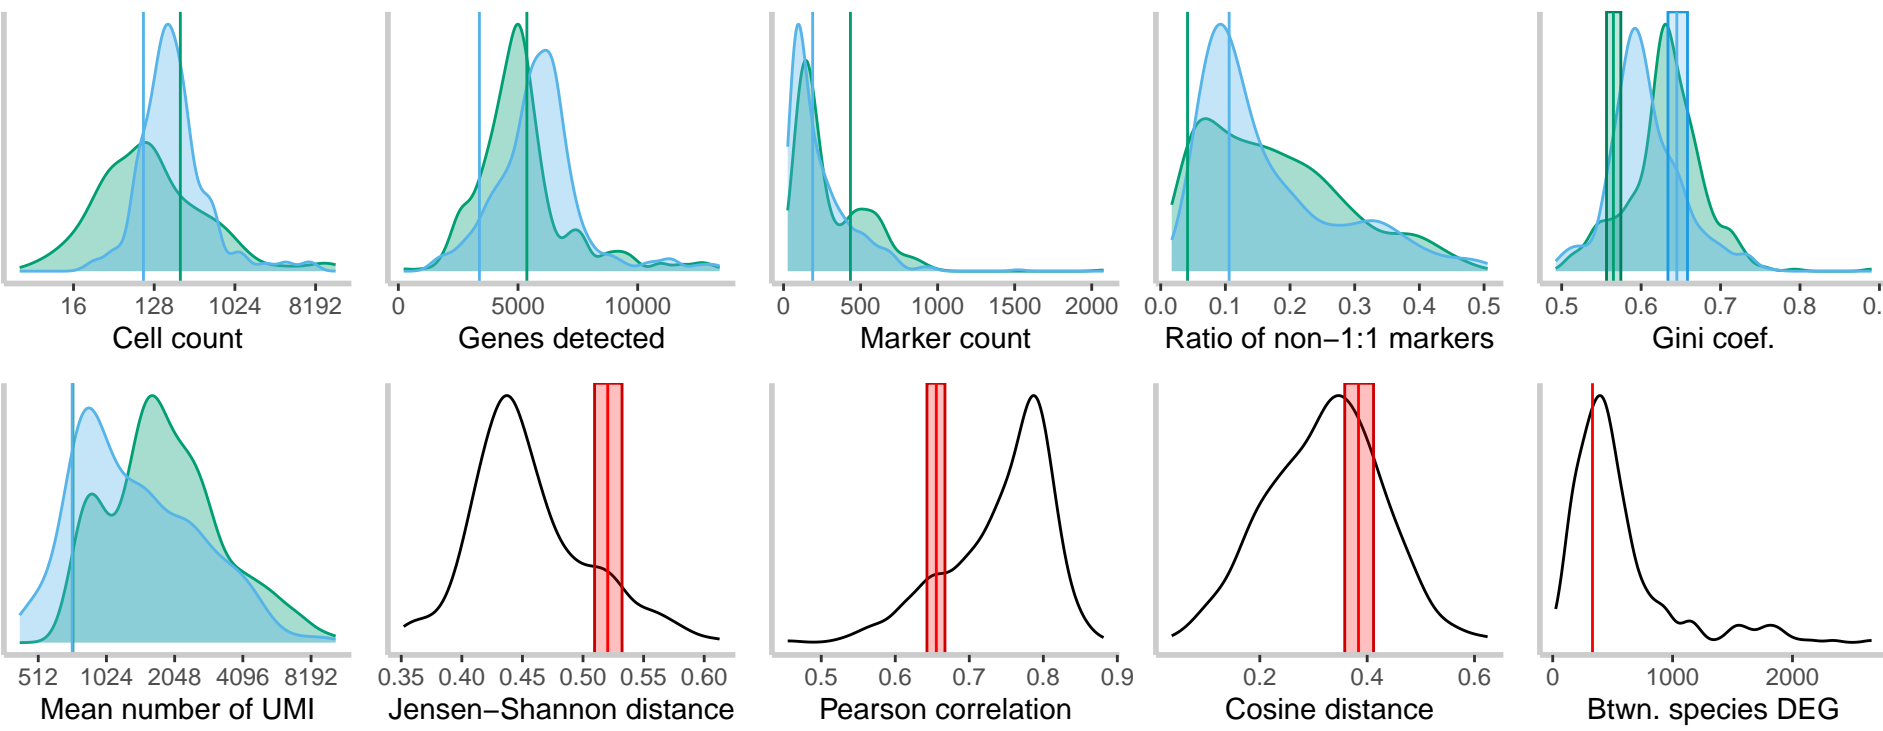 16 128 1024 8192
Cell count
0 5000 10000
Genes detected
0 500 1000 1500 2000
Marker count
0.0 0.1 0.2 0.3 0.4 0.5
Ratio of non−1:1 markers
0.5 0.6 0.7 0.8 0.
Gini coef.
512 1024 2048 4096 8192
Mean number of UMI
0.35 0.40 0.45 0.50 0.55 0.60
Jensen−Shannon distance
0.5 0.6 0.7 0.8 0.9
Pearson correlation
0.2 0.4 0.6
Cosine distance
0 1000 2000
Btwn. species DEG